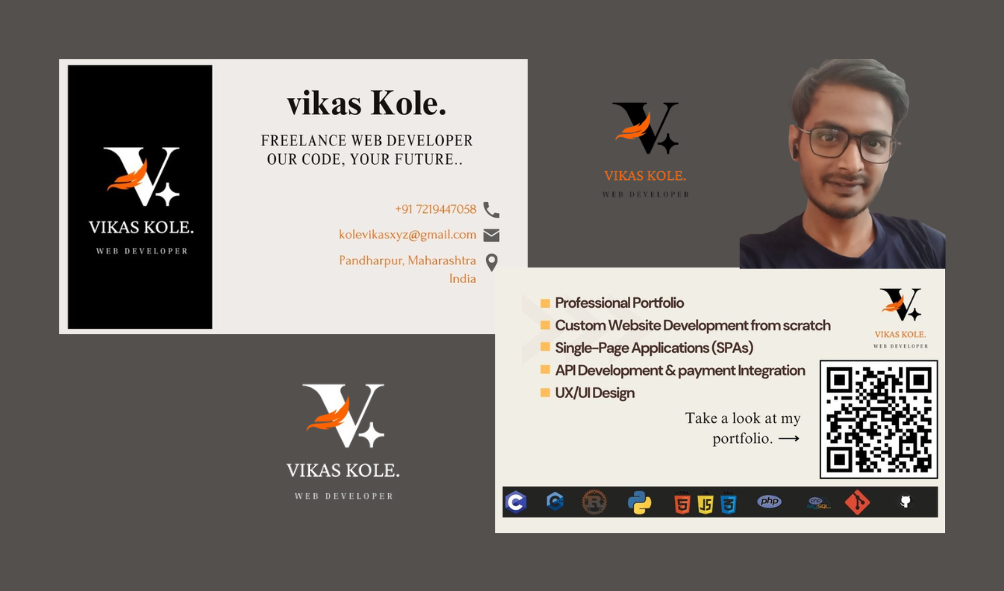 VIKAS KOLE.
WEB DEVELOPER
vikas Kole.
FREELANCE WEB DEVELOPER
OUR CODE, YOUR FUTURE..
+91 7219447058
kolevikasxyz@gmail.com
Pandharpur, Maharashtra
India
VIKAS KOLE.
WEB DEVELOPER
VIKAS KOLE.
WEB DEVELOPER
Professional Portfolio
Custom Website Development from scratch
Single-Page Applications (SPAs)
API Development & payment Integration
UX/UI Design
VIKAS KOLE.
WEB DEVELOPER
Take a look at my
portfolio. ⟶
C C R 5 JS 3 php php SQL